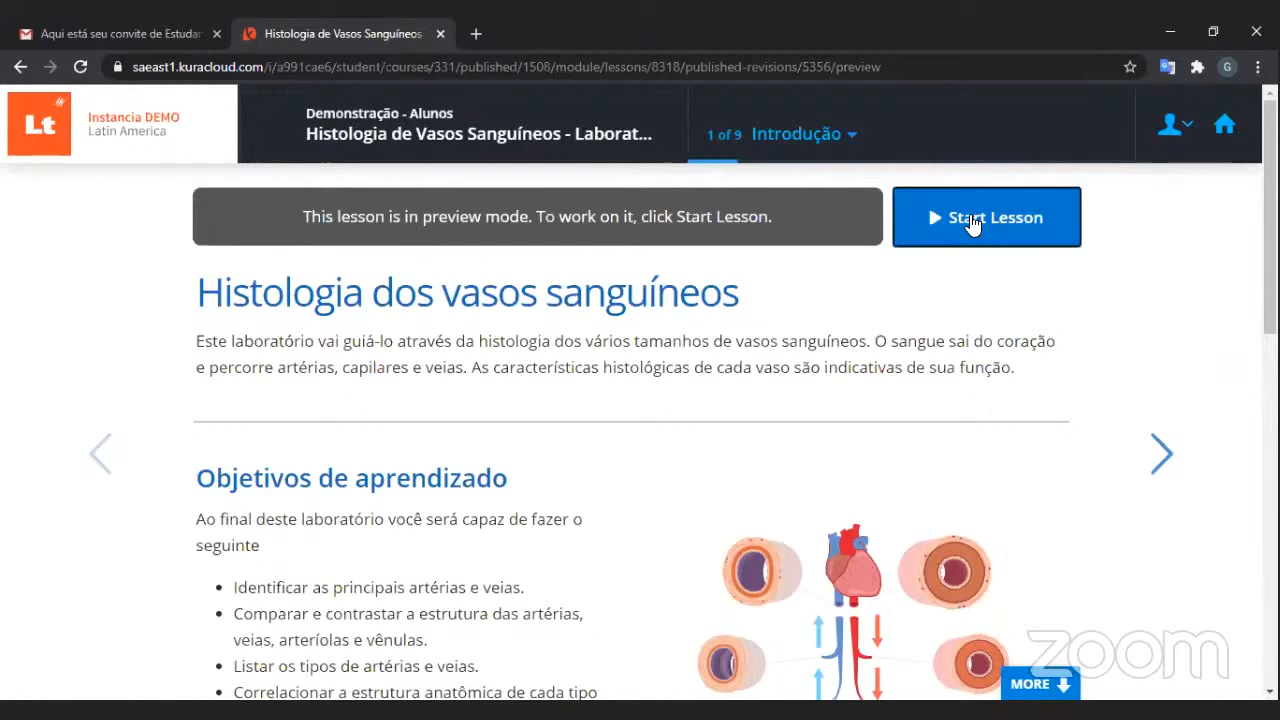 Aqui está seu convite de Estudar
Histologia de Vasos Sanguíneos
saeast1.kuracloud.com/i/a991cae6/student/courses/331/published/1508/module/lessons/8318/published-revisions/5356/preview
G
Lt
Instancia DEMO
Latin America
Demonstração - Alunos
Histologia de Vasos Sanguíneos - Laborat...
1 of 9 Introdução
This lesson is in preview mode. To work on it, click Start Lesson.
Start Lesson
Histologia dos vasos sanguíneos
Este laboratório vai guiá-lo através da histologia dos vários tamanhos de vasos sanguíneos. O sangue sai do coração
e percorre artérias, capilares e veias. As características histológicas de cada vaso são indicativas de sua função.
Objetivos de aprendizado
Ao final deste laboratório você será capaz de fazer o
seguinte
Identificar as principais artérias e veias.
Comparar e contrastar a estrutura das artérias,
veias, arteríolas e vênulas.
Listar os tipos de artérias e veias.
Correlacionar a estrutura anatômica de cada tipo
MORE
zoom